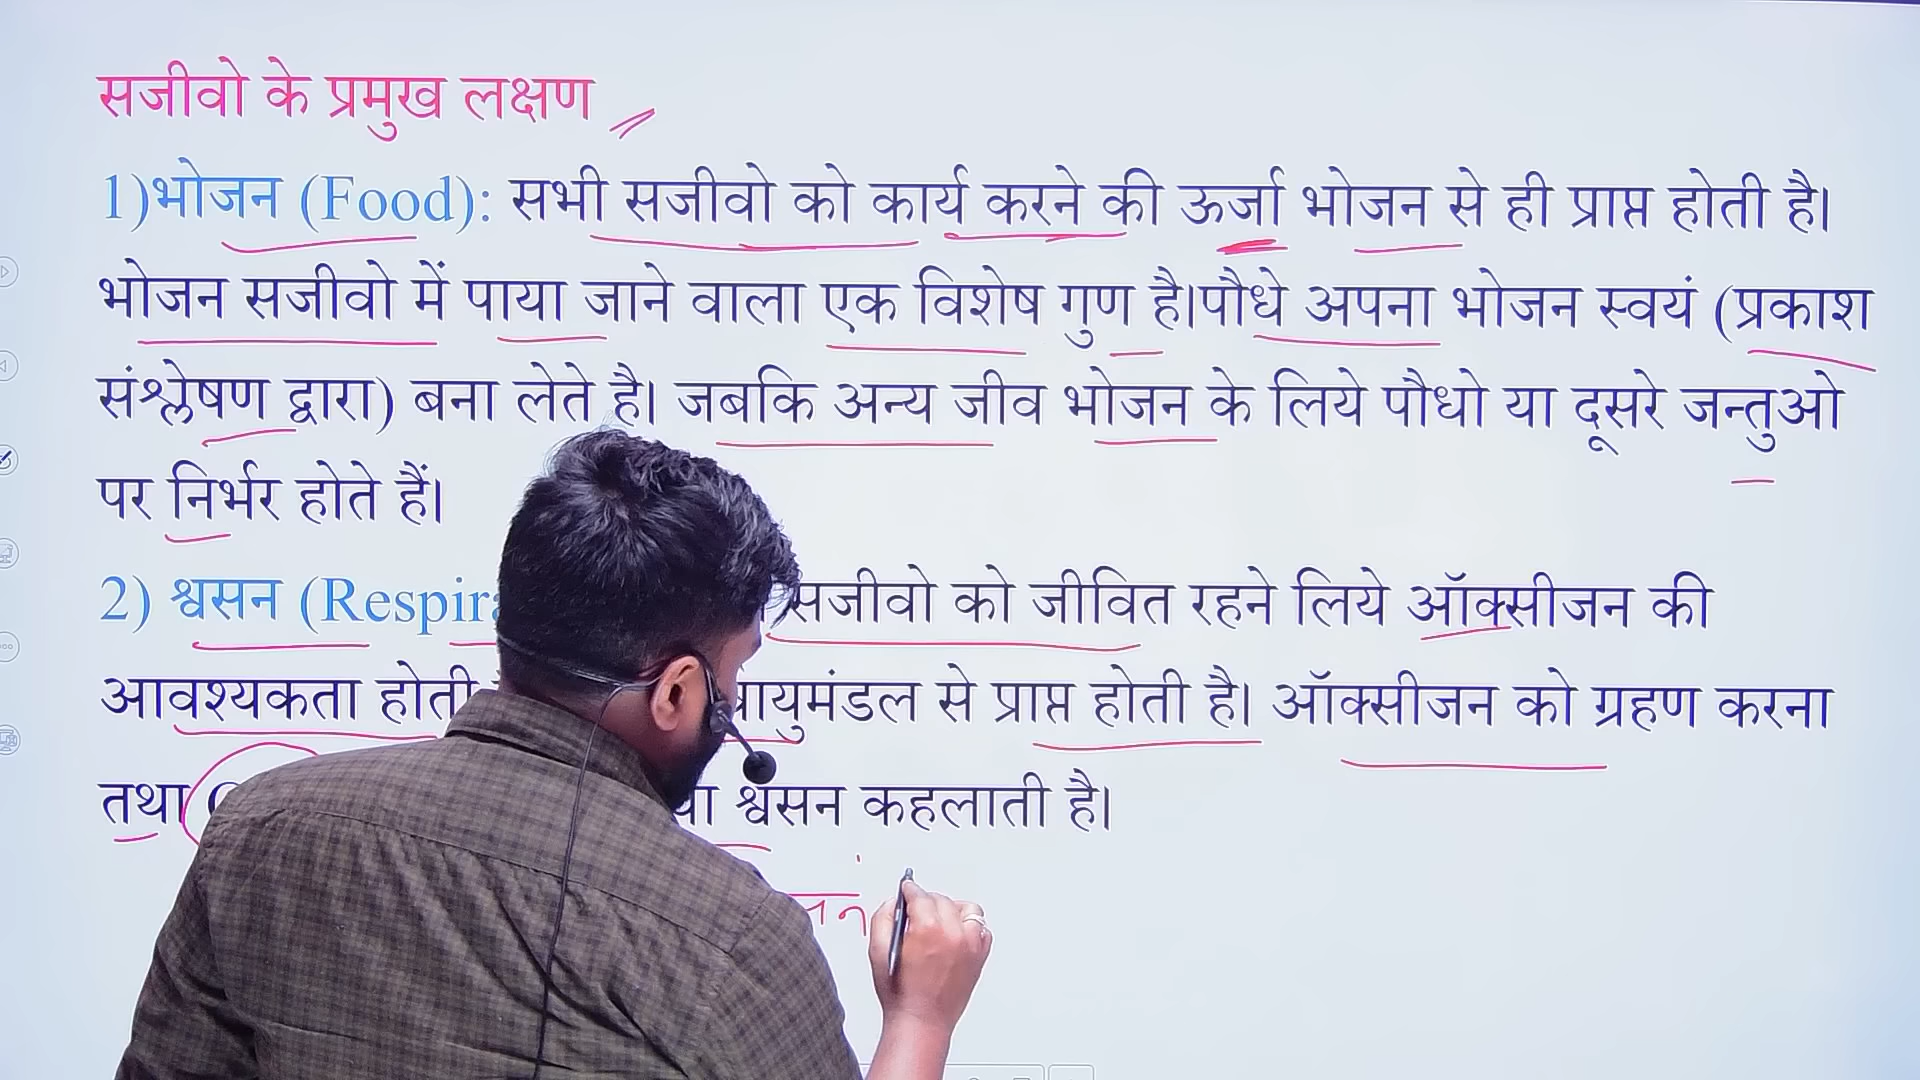 सजीवो के प्रमुख लक्षण
1)भोजन (Food): सभी सजीवो को कार्य करने की ऊर्जा भोजन से ही प्राप्त होती है।
भोजन सजीवो में पाया जाने वाला एक विशेष गुण है।पौधे अपना भोजन स्वयं (प्रकाश
संश्लेषण द्वारा) बना लेते है। जबकि अन्य जीव भोजन के लिये पौधो या दूसरे जन्तुओ
पर निर्भर होते हैं।
2) श्वसन (सजीवो को जीवित रहने लिये ऑक्सीजन की
आवश्यकता होती वायुमंडल से प्राप्त होती है। ऑक्सीजन को ग्रहण करना
तथा श्वसन कहलाती है।